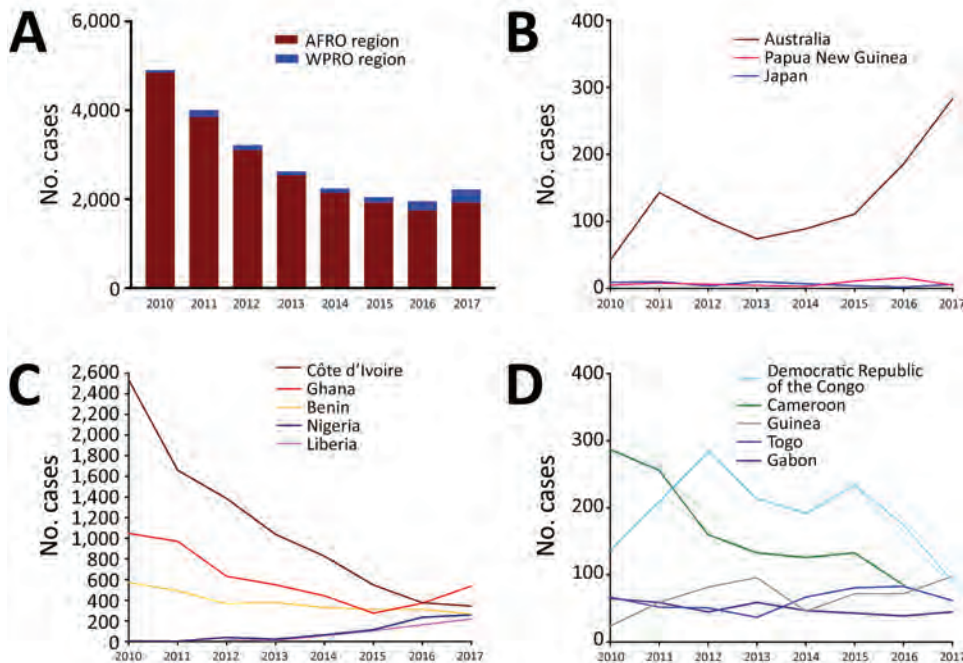 A
6,000
4,000
2,000
0
No. cases
AFRO region
WPRO region
2010 2011 2012 2013 2014 2015 2016 2017
B
400
300
200
100
0
No. cases
Australia
Papua New Guinea
Japan
2010 2011 2012 2013 2014 2015 2016 2017
C
2,600
2,400
2,200
2,000
1,800
1,600
1,400
1,200
1,000
800
600
400
200
0
No. cases
Côte d'Ivoire
Ghana
Benin
Nigeria
Liberia
2010 2011 2012 2013 2014 2015 2016 2017
D
400
300
200
100
0
No. cases
Democratic Republic
of the Congo
Cameroon
Guinea
Togo
Gabon
2010 2011 2012 2013 2014 2015 2016 2017